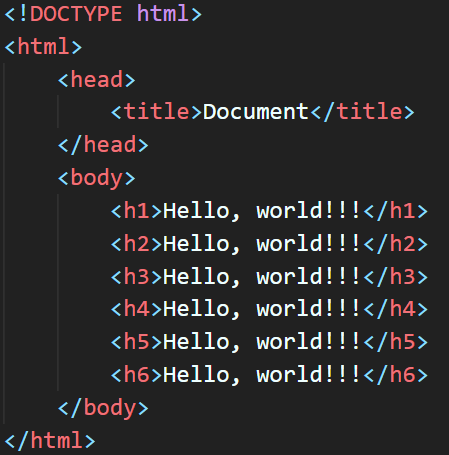 <!DOCTYPE html>
<html>
    <head>
        <title>Document</title>
    </head>
    <body>
        <h1>Hello, world!!!</h1>
        <h2>Hello, world!!!</h2>
        <h3>Hello, world!!!</h3>
        <h4>Hello, world!!!</h4>
        <h5>Hello, world!!!</h5>
        <h6>Hello, world!!!</h6>
    </body>
</html>